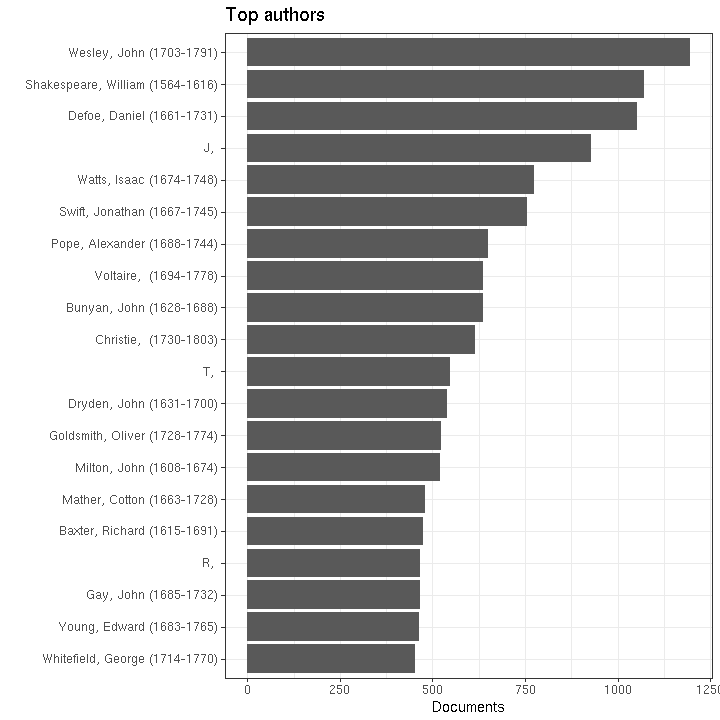 Top authors
Wesley, John (1703-1791)
Shakespeare, William (1564-1616)
Defoe, Daniel (1661-1731)
J,
Watts, Isaac (1674-1748)
Swift, Jonathan (1667-1745)
Pope, Alexander (1688-1744)
Voltaire,  (1694-1778)
Bunyan, John (1628-1688)
Christie,  (1730-1803)
T,
Dryden, John (1631-1700)
Goldsmith, Oliver (1728-1774)
Milton, John (1608-1674)
Mather, Cotton (1663-1728)
Baxter, Richard (1615-1691)
R,
Gay, John (1685-1732)
Young, Edward (1683-1765)
Whitefield, George (1714-1770)
0 250 500 750 1000 1250
Documents